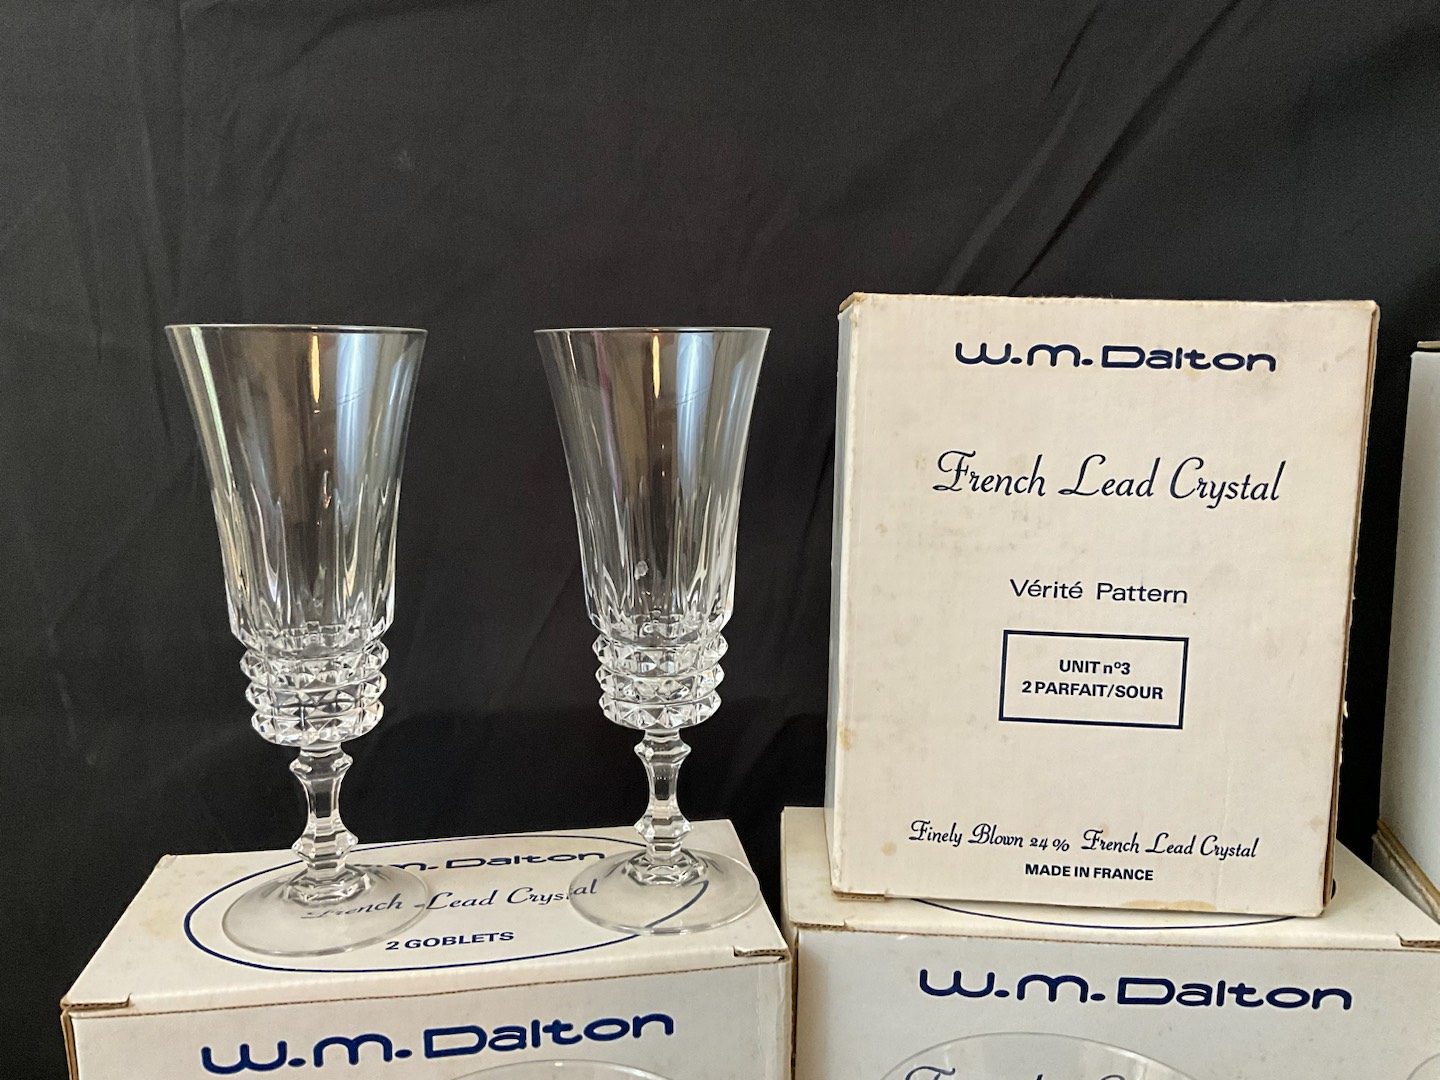 W.M. Dalton
French Lead Crystal
Vérité Pattern
UNIT nº3
2 PARFAIT/SOUR
Finely Blown 24% French Lead Crystal
MADE IN FRANCE
M. Dalton
French Lead Crystal
2 GOBLETS
W.M. Dalton
W.M. Dalton